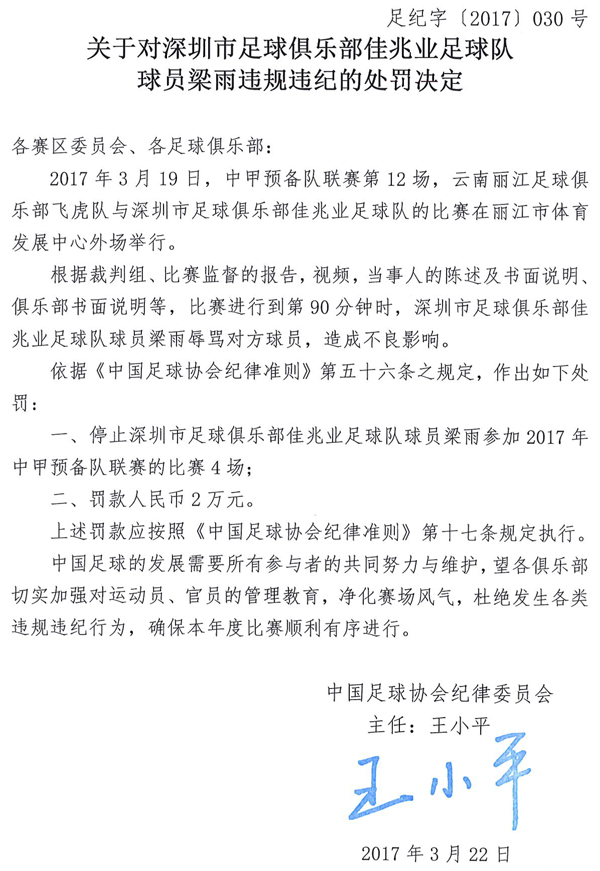 足纪字〔2017〕030 号
关于对深圳市足球俱乐部佳兆业足球队
球员梁雨违规违纪的处罚决定
各赛区委员会、各足球俱乐部：
2017 年 3 月 19 日，中甲预备队联赛第 12 场，云南丽江足球俱
乐部飞虎队与深圳市足球俱乐部佳兆业足球队的比赛在丽江市体育
发展中心外场举行。
根据裁判组、比赛监督的报告，视频，当事人的陈述及书面说明、
俱乐部书面说明等，比赛进行到第 90 分钟时，深圳市足球俱乐部佳
兆业足球队球员梁雨辱骂对方球员，造成不良影响。
依据《中国足球协会纪律准则》第五十六条之规定，作出如下处
罚：
一、停止深圳市足球俱乐部佳兆业足球队球员梁雨参加 2017 年
中甲预备队联赛的比赛 4 场；
二、罚款人民币 2 万元。
上述罚款应按照《中国足球协会纪律准则》第十七条规定执行。
中国足球的发展需要所有参与者的共同努力与维护，望各俱乐部
切实加强对运动员、官员的管理教育，净化赛场风气，杜绝发生各类
违规违纪行为，确保本年度比赛顺利有序进行。
中国足球协会纪律委员会
主任：王小平
王小平
2017 年 3 月 22 日